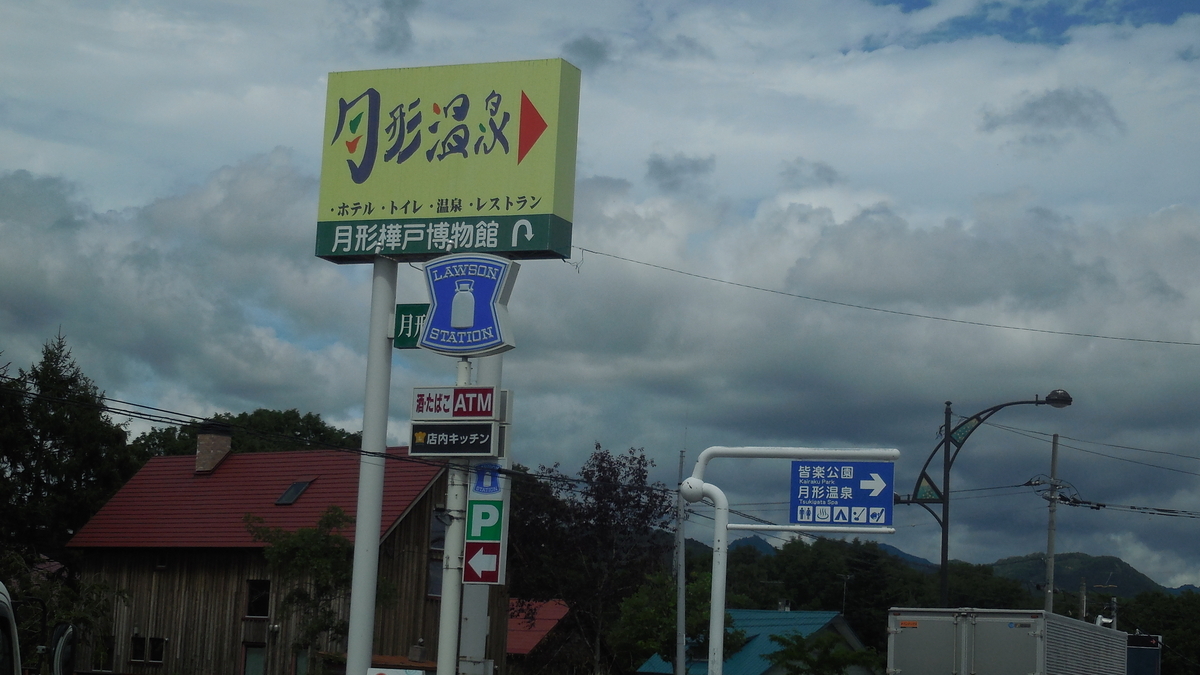 月形温泉
・ホテル・トイレ・温泉・レストラン
月形樺戸博物館
LAWSON
STATION
月形
酒・たばこ ATM
店内キッチン
STATION
P
皆楽公園
Kairaku Park
月形温泉
Tsukigata Spa